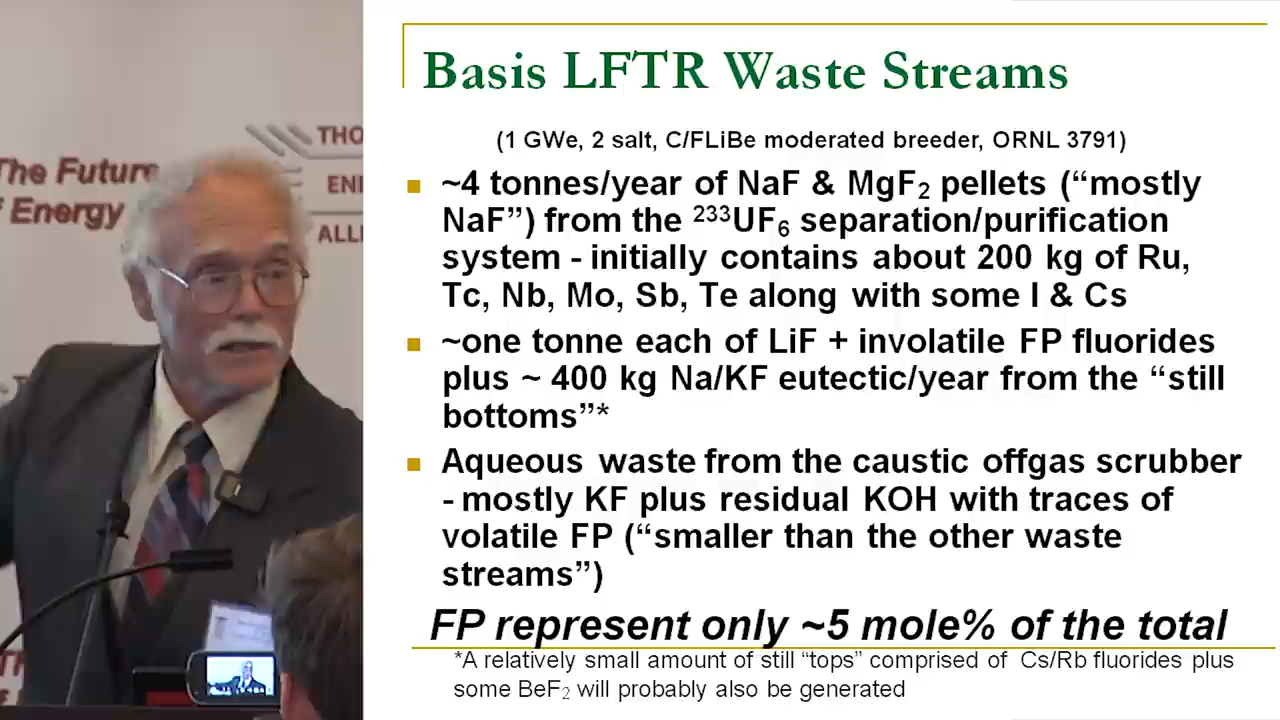 The Future
f Energy
THO
ENE
ALLI
Basis LFTR Waste Streams
(1 GWe, 2 salt, C/FLiBe moderated breeder, ORNL 3791)
~4 tonnes/year of NaF & MgF₂ pellets (“mostly
NaF”) from the ²³³UF₆ separation/purification
system - initially contains about 200 kg of Ru,
Tc, Nb, Mo, Sb, Te along with some I & Cs
~one tonne each of LiF + involatile FP fluorides
plus ~ 400 kg Na/KF eutectic/year from the “still
bottoms”*
Aqueous waste from the caustic offgas scrubber
- mostly KF plus residual KOH with traces of
volatile FP (“smaller than the other waste
streams”)
FP represent only ~5 mole% of the total
*A relatively small amount of still “tops” comprised of Cs/Rb fluorides plus
some BeF₂ will probably also be generated